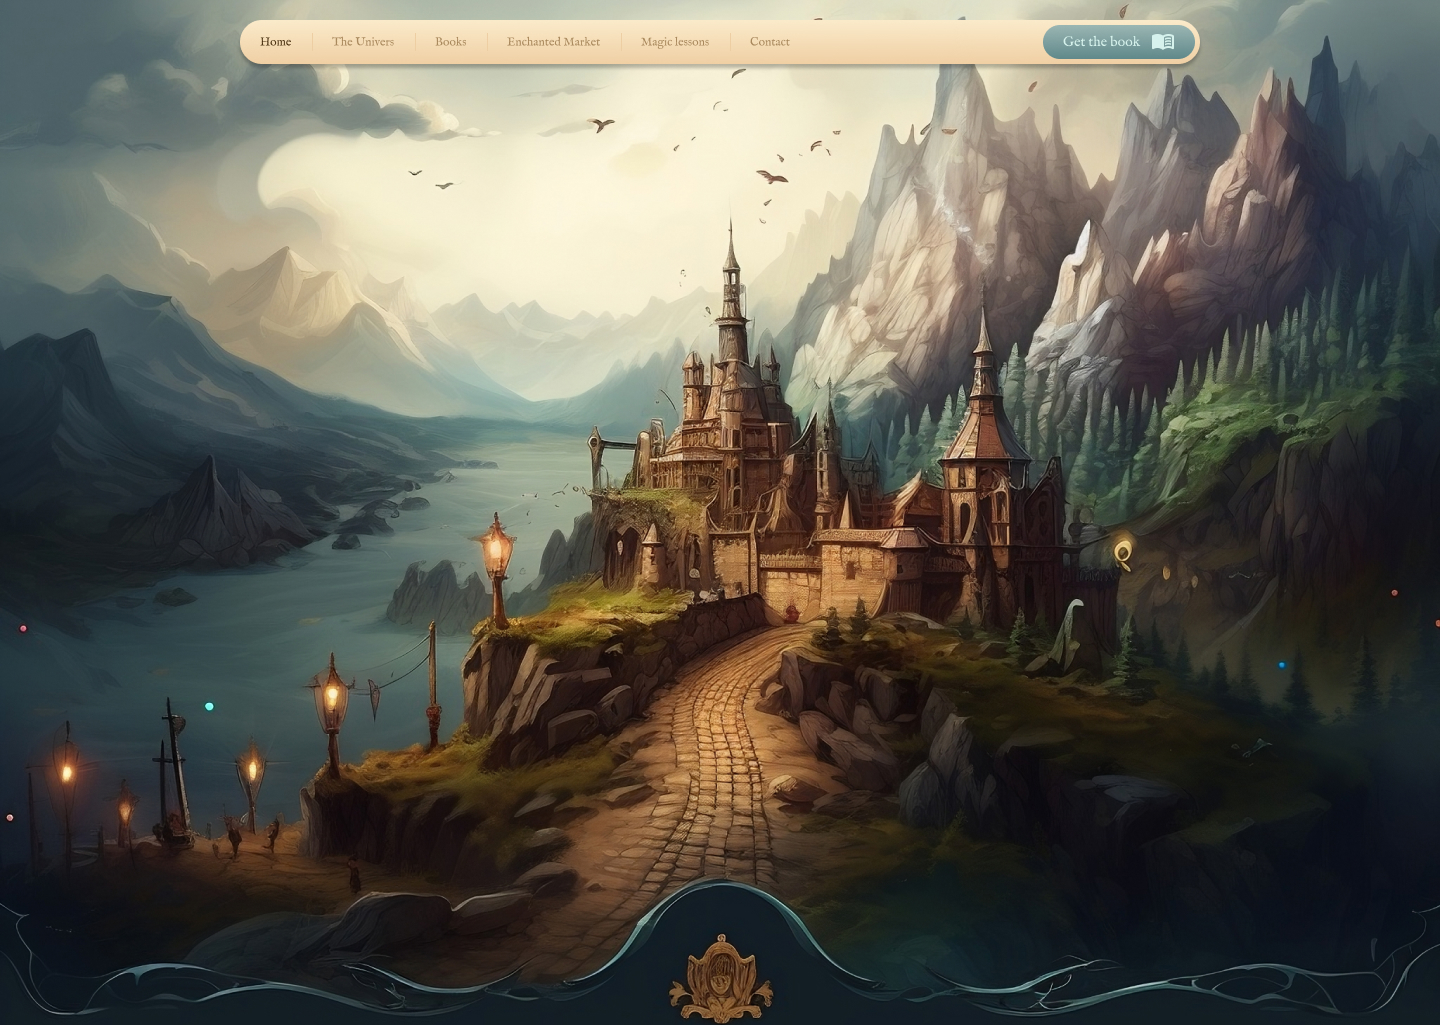 Home
The Univers
Books
Enchanted Market
Magic lessons
Contact
Get the book